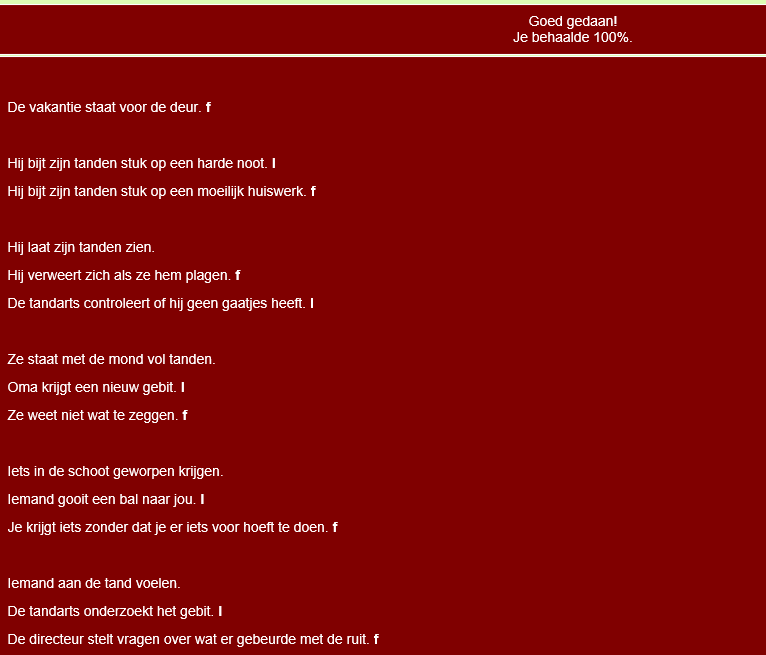 Goed gedaan!
Je behaalde 100%.
De vakantie staat voor de deur. f
Hij bijt zijn tanden stuk op een harde noot. l
Hij bijt zijn tanden stuk op een moeilijk huiswerk. f
Hij laat zijn tanden zien.
Hij verweert zich als ze hem plagen. f
De tandarts controleert of hij geen gaatjes heeft. l
Ze staat met de mond vol tanden.
Oma krijgt een nieuw gebit. l
Ze weet niet wat te zeggen. f
Iets in de schoot geworpen krijgen.
Iemand gooit een bal naar jou. l
Je krijgt iets zonder dat je er iets voor hoeft te doen. f
Iemand aan de tand voelen.
De tandarts onderzoekt het gebit. l
De directeur stelt vragen over wat er gebeurde met de ruit. f